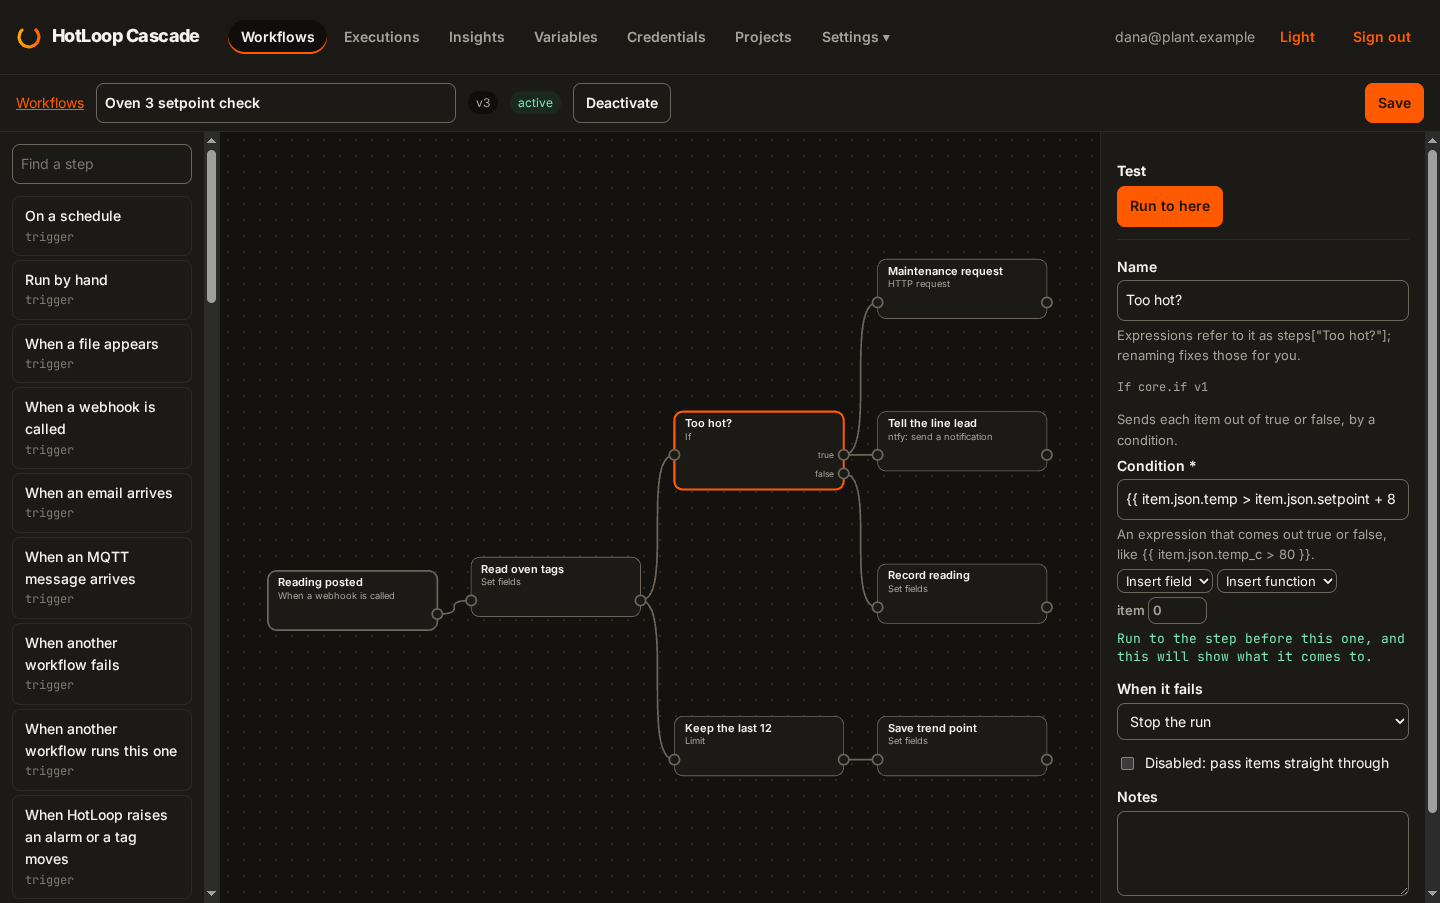 HotLoop Cascade
Workflows
Executions
Insights
Variables
Credentials
Projects
Settings ▾
dana@plant.example
Light
Sign out
Workflows
Oven 3 setpoint check
v3
active
Deactivate
Save
Find a step
On a schedule
trigger
Run by hand
trigger
When a file appears
trigger
When a webhook is
called
trigger
When an email arrives
trigger
When an MQTT
message arrives
trigger
When another
workflow fails
trigger
When another
workflow runs this one
trigger
When HotLoop raises
an alarm or a tag
moves
trigger
Reading posted
When a webhook is called
Read oven tags
Set fields
Too hot?
If
true
false
Maintenance request
HTTP request
Tell the line lead
ntfy: send a notification
Record reading
Set fields
Keep the last 12
Limit
Save trend point
Set fields
Test
Run to here
Name
Too hot?
Expressions refer to it as steps["Too hot?"];
renaming fixes those for you.
If core.if v1
Sends each item out of true or false, by a
condition.
Condition *
{{ item.json.temp > item.json.setpoint + 8
An expression that comes out true or false,
like {{ item.json.temp_c > 80 }}.
Insert field
Insert function
item 0
Run to the step before this one, and
this will show what it comes to.
When it fails
Stop the run
Disabled: pass items straight through
Notes